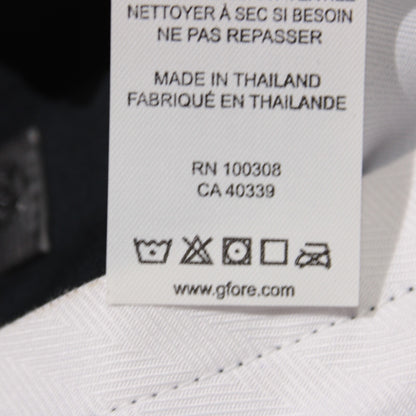 NETTOYER À SEC SI BESOIN
NE PAS REPASSER
MADE IN THAILAND
FABRIQUÉ EN THAILANDE
RN 100308
CA 40339
www.gfore.com